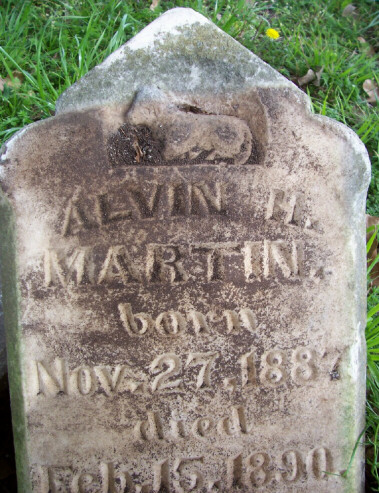 ALVIN H.
MARTIN.
born
Nov. 27, 1887
died
Feb. 15, 1890.